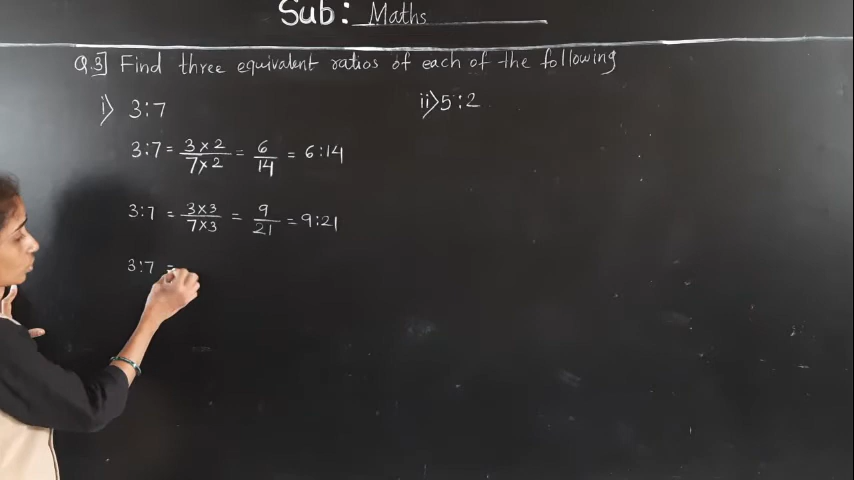 Sub: Maths
Q.3] Find three equivalent ratios of each of the following
i) 3:7
3:7 = 3×2/7×2 = 6/14 = 6:14
3:7 = 3×3/7×3 = 9/21 = 9:21
3:7 =
ii) 5:2